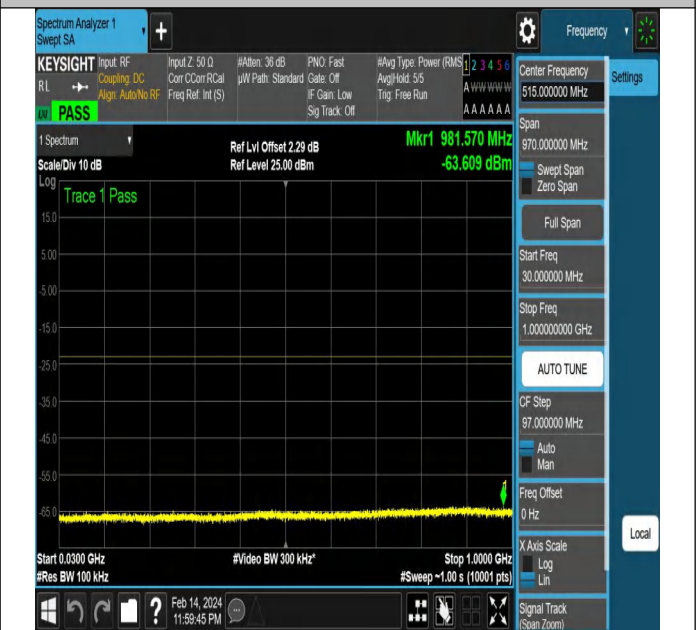 Spectrum Analyzer 1
Swept SA
+
Frequency
KEYSIGHT
RL
PASS
Input: RF
Coupling: DC
Align: Auto/No RF
Input Z: 50 Ω
Corr CCorr RCal
Freq Ref: Int (S)
#Atten: 36 dB
µW Path: Standard
PNO: Fast
Gate: Off
IF Gain: Low
Sig Track: Off
#Avg Type: Power (RMS
Avg|Hold: 5/5
Trig: Free Run
1 2 3 4 5 6
A W W W W W
A A A A A A
1 Spectrum
Scale/Div 10 dB
Log
Ref Lvl Offset 2.29 dB
Ref Level 25.00 dBm
Mkr1 981.570 MHz
-63.609 dBm
Trace 1 Pass
15.0
5.00
-5.00
-15.0
-25.0
-35.0
-45.0
-55.0
-65.0
1
Start 0.0300 GHz
#Res BW 100 kHz
#Video BW 300 kHz*
Stop 1.0000 GHz
#Sweep ~1.00 s (10001 pts)
Center Frequency
515.000000 MHz
Span
970.000000 MHz
Swept Span
Zero Span
Full Span
Start Freq
30.000000 MHz
Stop Freq
1.000000000 GHz
AUTO TUNE
CF Step
97.000000 MHz
Auto
Man
Freq Offset
0 Hz
X Axis Scale
Log
Lin
Signal Track
(Span Zoom)
Settings
Local
?
Feb 14, 2024
11:59:45 PM